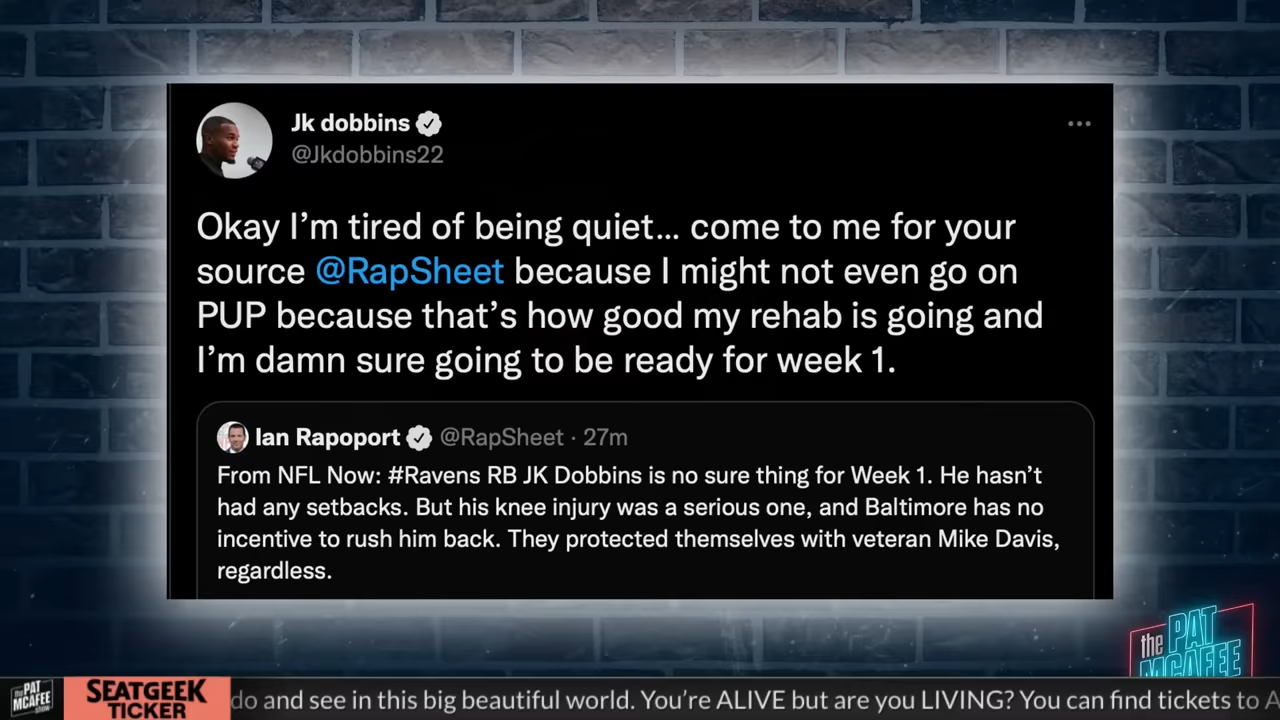 Jk dobbins
@Jkdobbins22
Okay I’m tired of being quiet... come to me for your
source @RapSheet because I might not even go on
PUP because that’s how good my rehab is going and
I’m damn sure going to be ready for week 1.
Ian Rapoport @RapSheet · 27m
From NFL Now: #Ravens RB JK Dobbins is no sure thing for Week 1. He hasn’t
had any setbacks. But his knee injury was a serious one, and Baltimore has no
incentive to rush him back. They protected themselves with veteran Mike Davis,
regardless.
the PAT
MCAFEE
the PAT
MCAFEE
SHOW
SEATGEEK
TICKER
do and see in this big beautiful world. You’re ALIVE but are you LIVING? You can find tickets to A